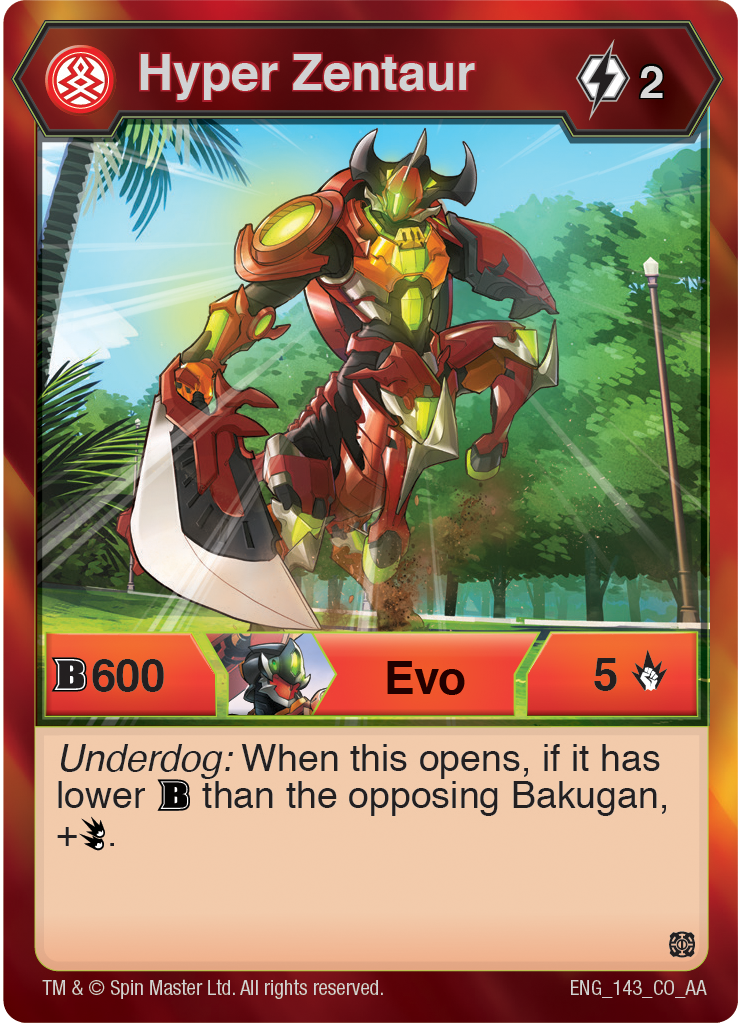 Hyper Zentaur
2
B600
Evo
5
Underdog: When this opens, if it has
lower B than the opposing Bakugan,
+.
TM & © Spin Master Ltd. All rights reserved.
ENG_143_CO_AA